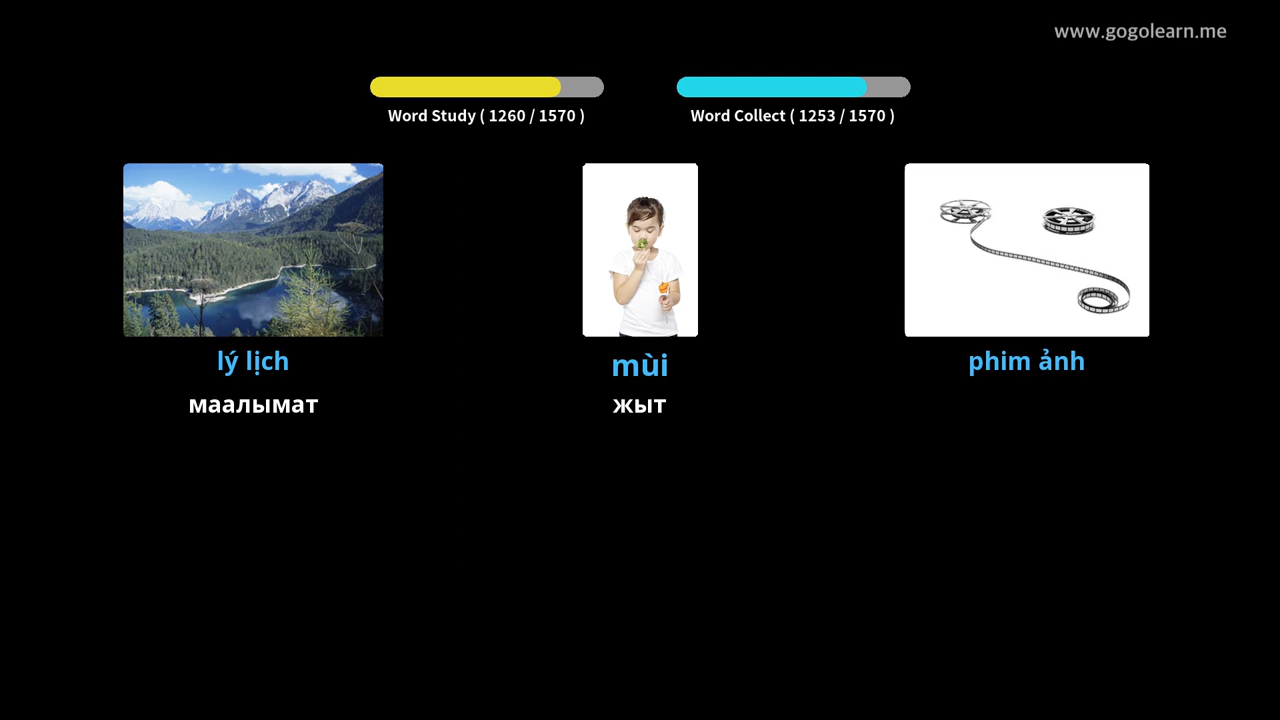 www.gogolearn.me
Word Study ( 1260 / 1570 )
Word Collect ( 1253 / 1570 )
lý lịch
mùi
phim ảnh
маалымат
жыт